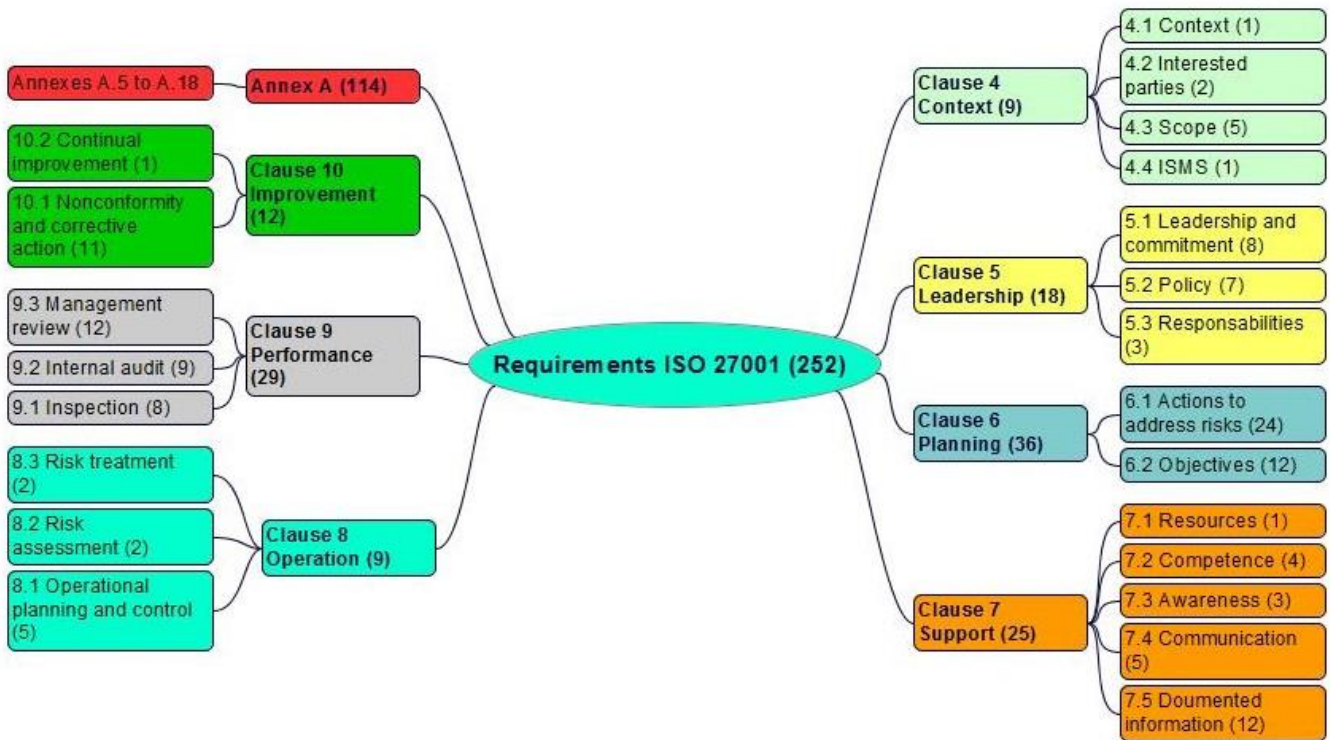 Requirements ISO 27001 (252)
Clause 4
Context (9)
4.1 Context (1)
4.2 Interested
parties (2)
4.3 Scope (5)
4.4 ISMS (1)
Clause 5
Leadership (18)
5.1 Leadership and
commitment (8)
5.2 Policy (7)
5.3 Responsabilities
(3)
Clause 6
Planning (36)
6.1 Actions to
address risks (24)
6.2 Objectives (12)
Clause 7
Support (25)
7.1 Resources (1)
7.2 Competence (4)
7.3 Awareness (3)
7.4 Communication
(5)
7.5 Doumented
information (12)
Clause 8
Operation (9)
8.3 Risk treatment
(2)
8.2 Risk
assessment (2)
8.1 Operational
planning and control
(5)
Clause 9
Performance
(29)
9.3 Management
review (12)
9.2 Internal audit (9)
9.1 Inspection (8)
Clause 10
Improvement
(12)
10.2 Continual
improvement (1)
10.1 Nonconformity
and corrective
action (11)
Annex A (114)
Annexes A.5 to A.18